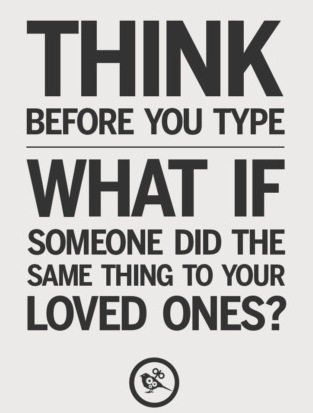 THINK
BEFORE YOU TYPE
WHAT IF
SOMEONE DID THE
SAME THING TO YOUR
LOVED ONES?